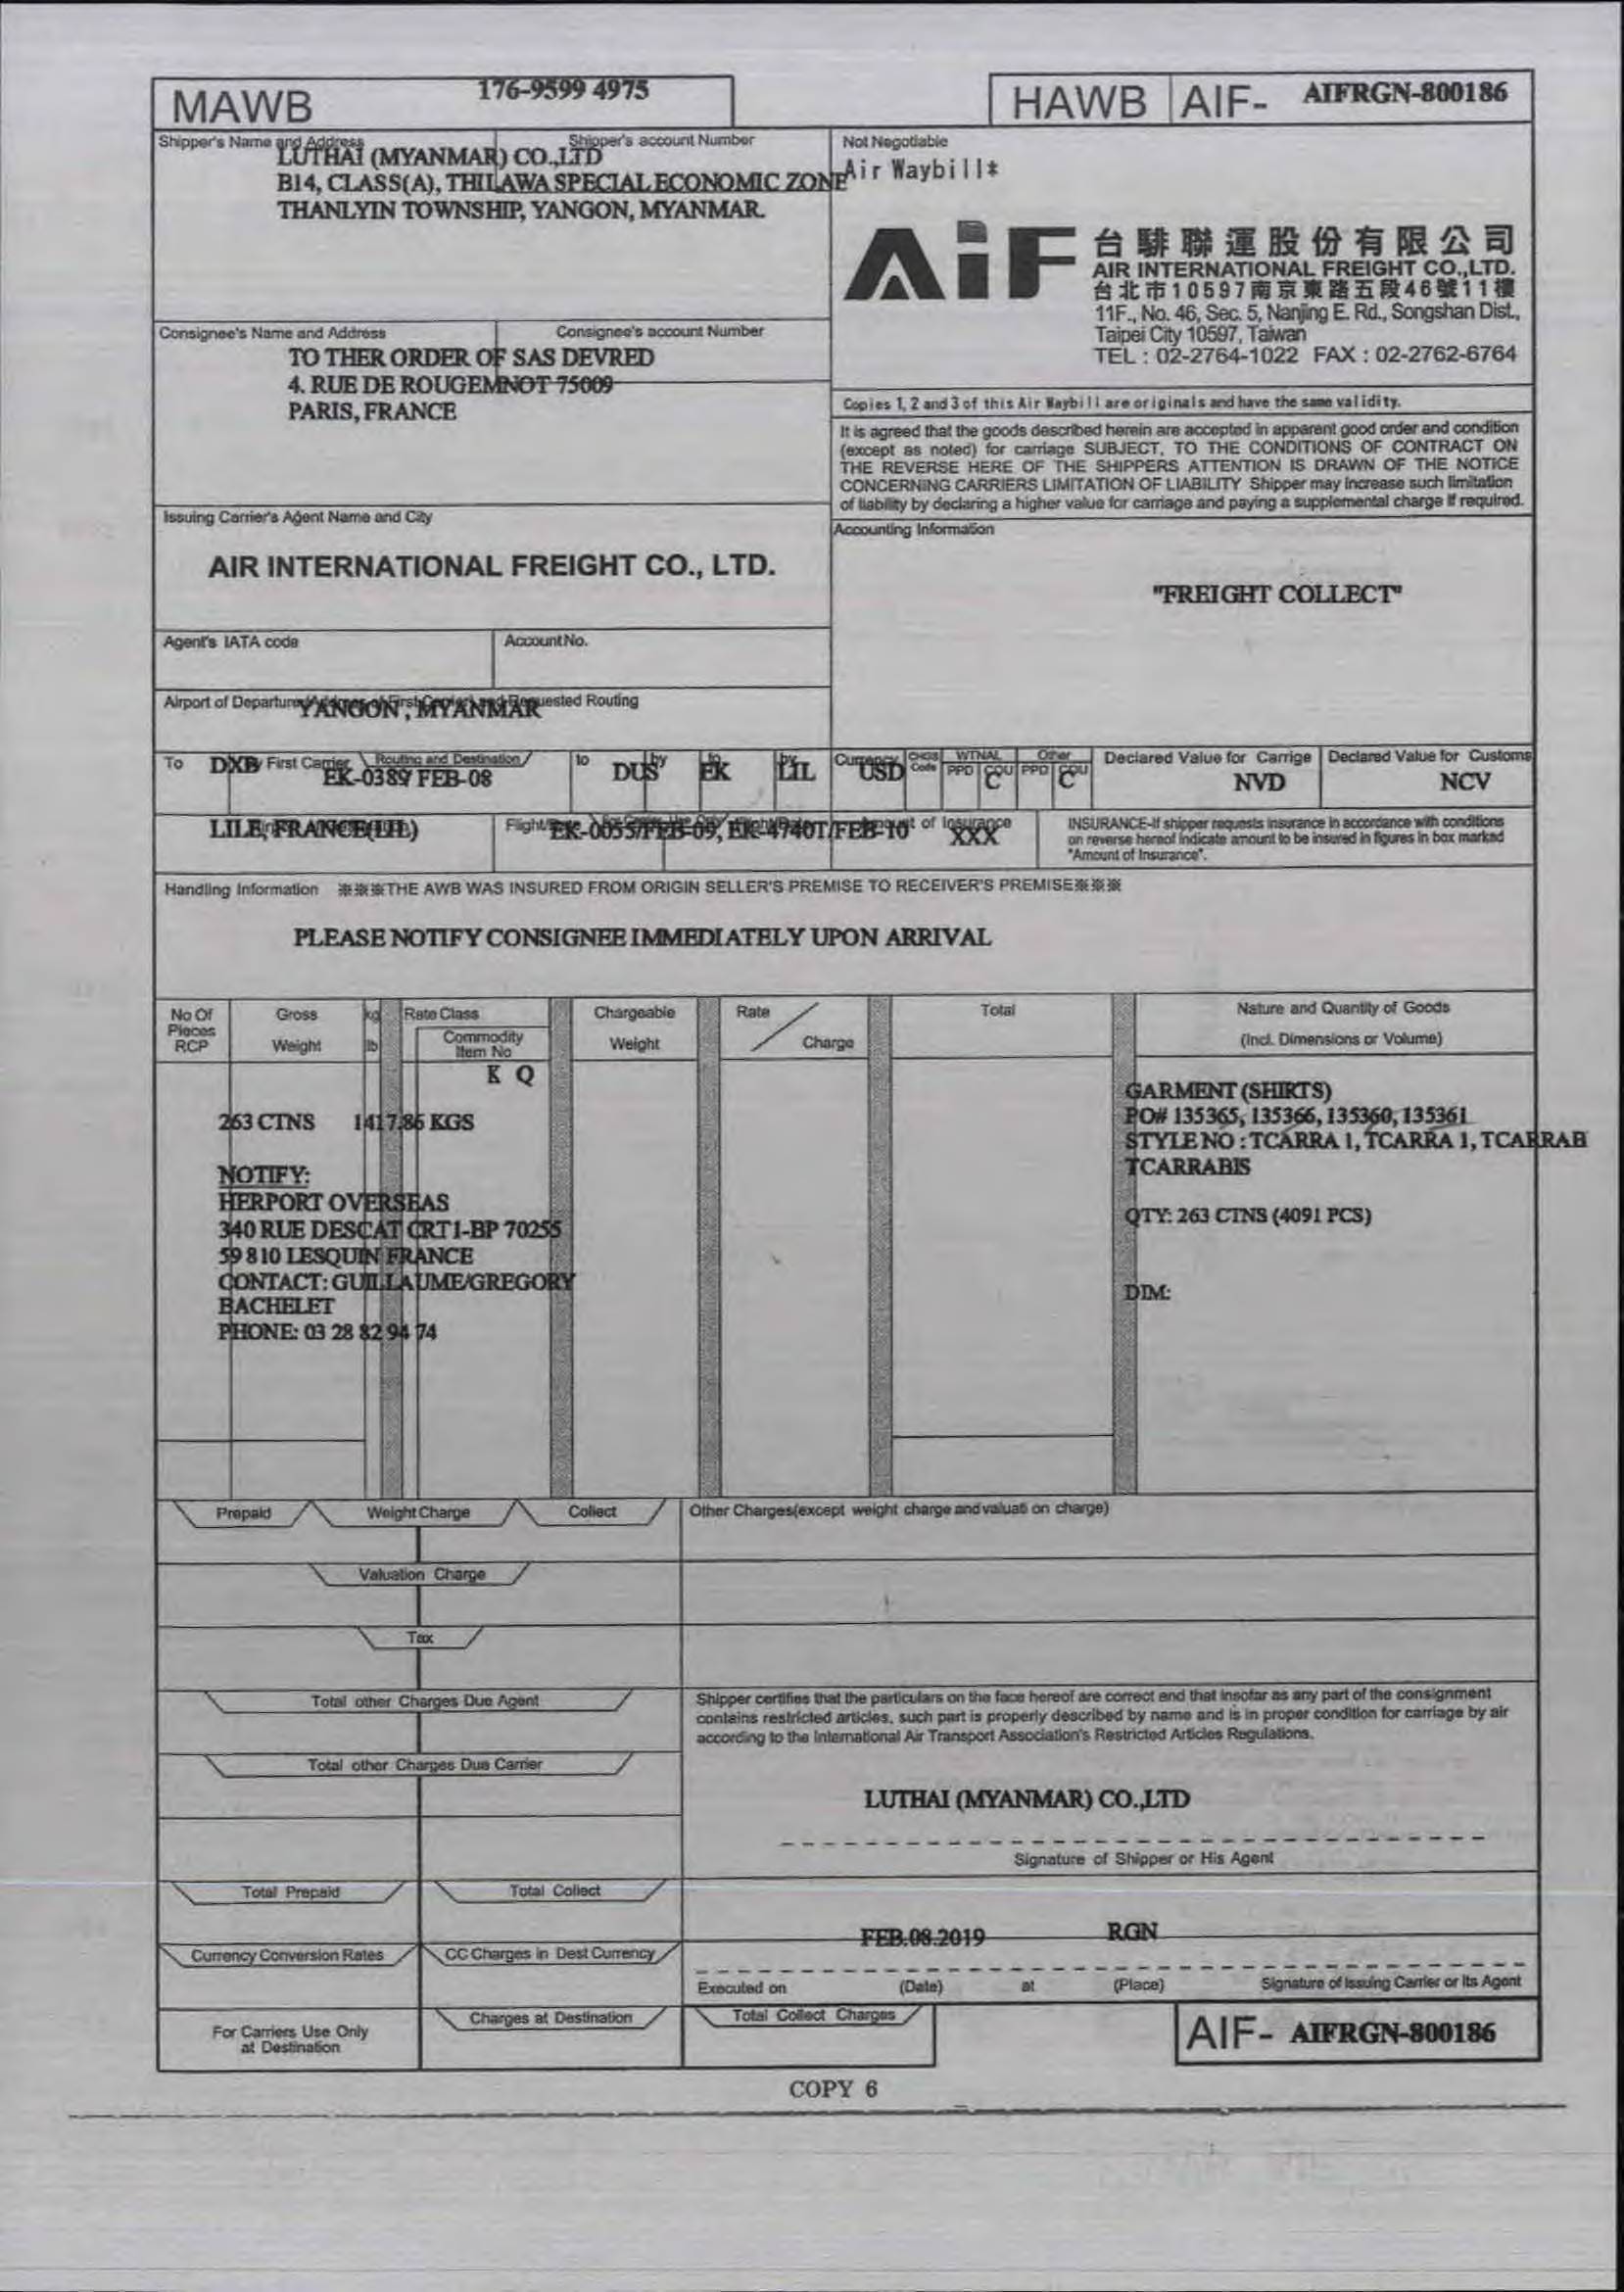 MAWB 176-9599 4975
HAWB AIF- AIFRGN-800186
Shipper's Name and Address Shipper's account Number
LUTHAI (MYANMAR) CO.,LTD
B14, CLASS(A), THILAWA SPECIAL ECONOMIC ZONE
THANLYIN TOWNSHIP, YANGON, MYANMAR.
Not Negotiable
Air Waybill*
AiF
台騑聯運股份有限公司
AIR INTERNATIONAL FREIGHT CO.,LTD.
台北市10597南京東路五段46號11樓
11F., No. 46, Sec. 5, Nanjing E. Rd., Songshan Dist.,
Taipei City 10597, Taiwan
TEL : 02-2764-1022 FAX : 02-2762-6764
Consignee's Name and Address Consignee's account Number
TO THER ORDER OF SAS DEVRED
4. RUE DE ROUGEMNOT 75009
PARIS, FRANCE
Copies 1, 2 and 3 of this Air Waybill are originals and have the same validity.
It is agreed that the goods described herein are accepted in apparent good order and condition
(except as noted) for carriage SUBJECT, TO THE CONDITIONS OF CONTRACT ON
THE REVERSE HERE OF THE SHIPPERS ATTENTION IS DRAWN OF THE NOTICE
CONCERNING CARRIERS LIMITATION OF LIABILITY Shipper may increase such limitation
of liability by declaring a higher value for carriage and paying a supplemental charge if required.
Issuing Carrier's Agent Name and City
AIR INTERNATIONAL FREIGHT CO., LTD.
Accounting Information
"FREIGHT COLLECT"
Agent's IATA code Account No.
Airport of Departure Requested Routing
YANGON, MYANMAR
To DXB First Carrier Routing and Destination to DUS by EK to LIL by
EK-0389 FEB-08
Currency USD CHGS Code WT/VAL PPD COU C Other PPD COU C
Declared Value for Carrige NVD
Declared Value for Customs NCV
LILE, FRANCE(LIL)
EK-0055/FEB-09, EK-4740T/FEB-10
Amount of Insurance XXX
INSURANCE-If shipper requests insurance in accordance with conditions
on reverse hereof indicate amount to be insured in figures in box marked
"Amount of Insurance".
Handling Information ※※※THE AWB WAS INSURED FROM ORIGIN SELLER'S PREMISE TO RECEIVER'S PREMISE※※※
PLEASE NOTIFY CONSIGNEE IMMEDIATELY UPON ARRIVAL
No Of Pieces RCP
Gross Weight
kg lb
Rate Class
Commodity Item No
Chargeable Weight
Rate / Charge
Total
Nature and Quantity of Goods
(Incl. Dimensions or Volume)
K Q
263 CTNS 1417.86 KGS
NOTIFY:
HERPORT OVERSEAS
340 RUE DESCAT CRT1-BP 70255
59 810 LESQUIN FRANCE
CONTACT: GUILLAUME/GREGORY
BACHELET
PHONE: 03 28 82 94 74
GARMENT (SHIRTS)
PO# 135365, 135366, 135360, 135361
STYLE NO : TCARRA 1, TCARRA 1, TCARRAB
TCARRABIS
QTY: 263 CTNS (4091 PCS)
DIM:
Prepaid Weight Charge Collect
Other Charges(except weight charge and valuati on charge)
Valuation Charge
Tax
Total other Charges Due Agent
Shipper certifies that the particulars on the face hereof are correct and that insofar as any part of the consignment
contains restricted articles, such part is properly described by name and is in proper condition for carriage by air
according to the International Air Transport Association's Restricted Articles Regulations.
Total other Charges Due Carrier
LUTHAI (MYANMAR) CO.,LTD
Signature of Shipper or His Agent
Total Prepaid Total Collect
FEB.08.2019 RGN
Currency Conversion Rates CC Charges in Dest Currency
Executed on (Date) at (Place) Signature of Issuing Carrier or Its Agent
For Carriers Use Only
at Destination
Charges at Destination
Total Collect Charges
AIF- AIFRGN-800186
COPY 6